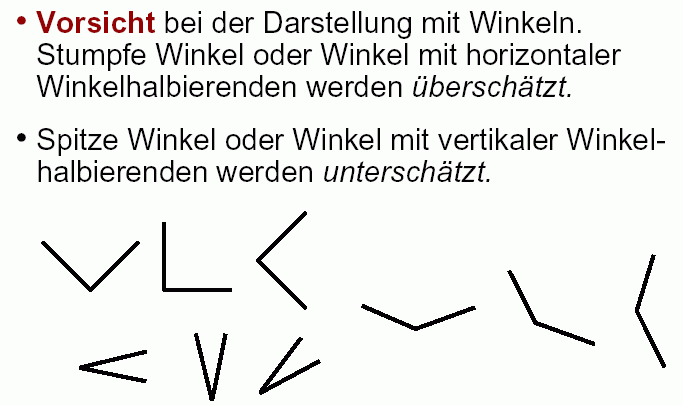 • Vorsicht bei der Darstellung mit Winkeln.
Stumpfe Winkel oder Winkel mit horizontaler
Winkelhalbierenden werden überschätzt.
• Spitze Winkel oder Winkel mit vertikaler Winkel-
halbierenden werden unterschätzt.